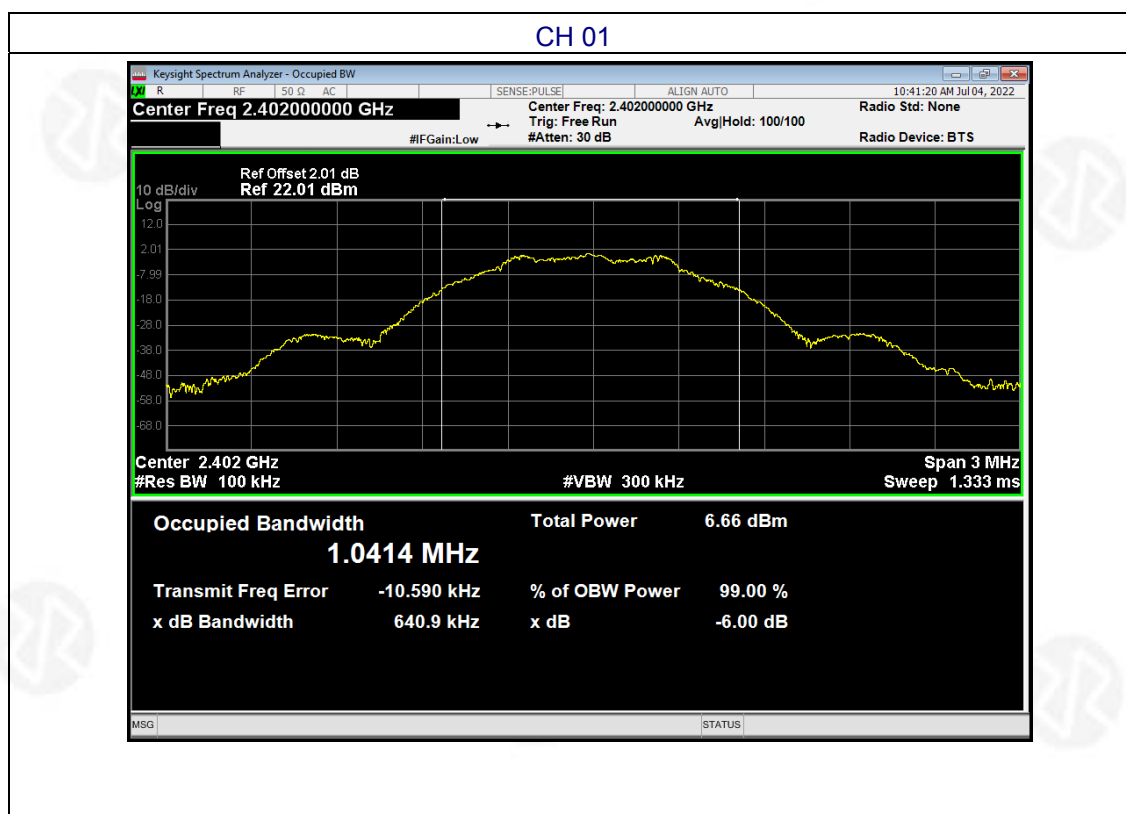 CH 01
Keysight Spectrum Analyzer - Occupied BW
LXI R RF 50 Ω AC SENSE:PULSE ALIGN AUTO 10:41:20 AM Jul 04, 2022
Center Freq 2.402000000 GHz Center Freq: 2.402000000 GHz Radio Std: None
Trig: Free Run Avg|Hold: 100/100
#IFGain:Low #Atten: 30 dB Radio Device: BTS
Ref Offset 2.01 dB
10 dB/div Ref 22.01 dBm
Log
12.0
2.01
-7.99
-18.0
-28.0
-38.0
-48.0
-58.0
-68.0
Center 2.402 GHz Span 3 MHz
#Res BW 100 kHz #VBW 300 kHz Sweep 1.333 ms
Occupied Bandwidth Total Power 6.66 dBm
1.0414 MHz
Transmit Freq Error -10.590 kHz % of OBW Power 99.00 %
x dB Bandwidth 640.9 kHz x dB -6.00 dB
MSG STATUS